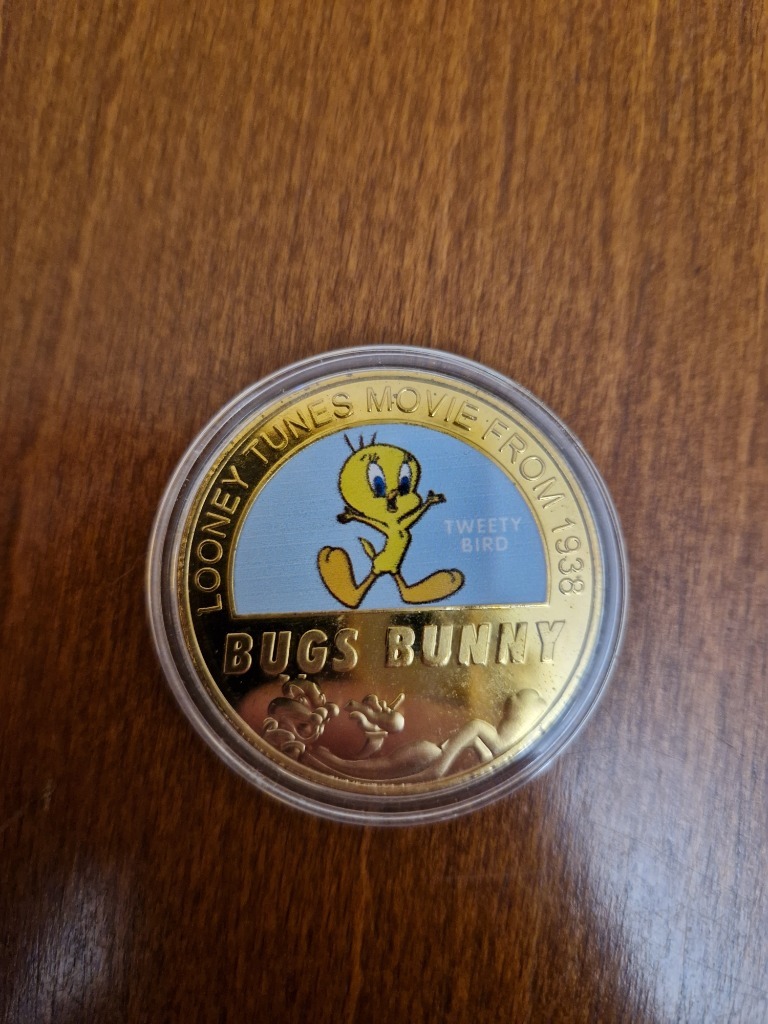 LOONEY TUNES MOVIE FROM 1938
TWEETY
BIRD
BUGS BUNNY